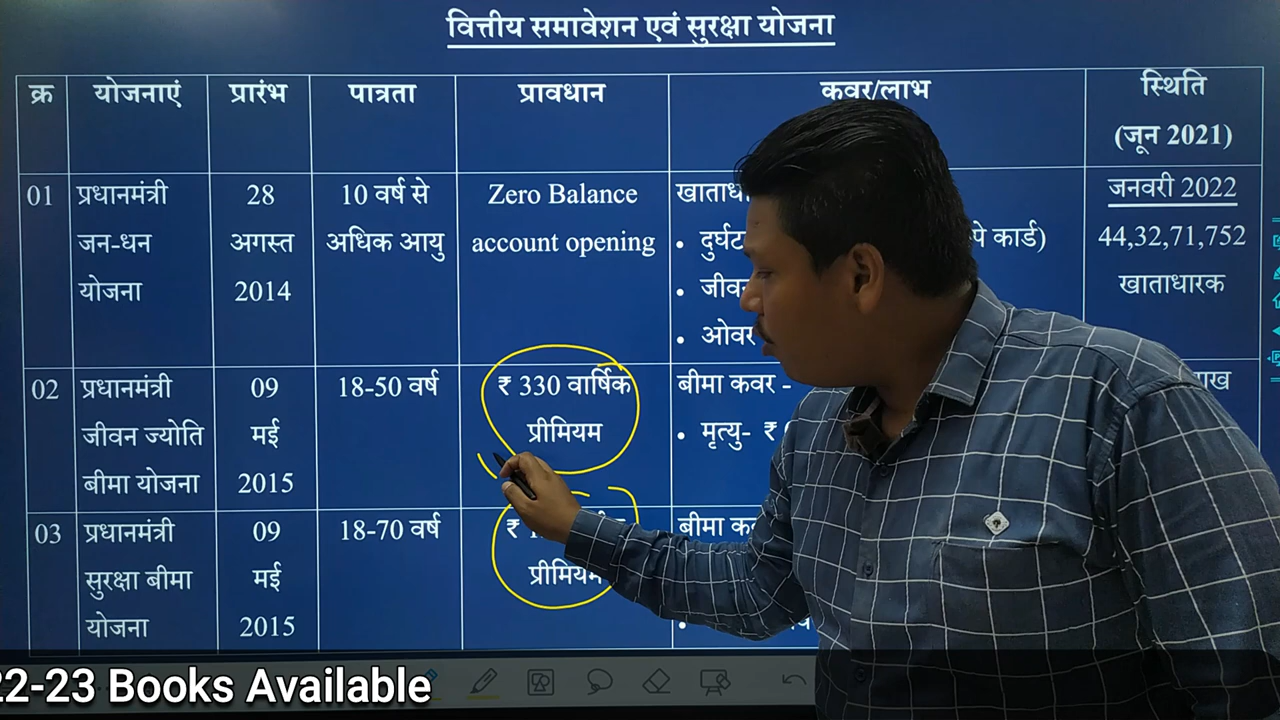 वित्तीय समावेशन एवं सुरक्षा योजना
क्र योजनाएं प्रारंभ पात्रता प्रावधान कवर/लाभ स्थिति
(जून 2021)
01 प्रधानमंत्री 28 10 वर्ष से Zero Balance जनवरी 2022
जन-धन अगस्त अधिक आयु account opening • कार्ड) 44,32,71,752
योजना 2014 • खाताधारक
•
02 प्रधानमंत्री 09 18-50 वर्ष ₹ 330 वार्षिक बीमा कवर -
जीवन ज्योति मई प्रीमियम • मृत्यु- ₹
बीमा योजना 2015
03 प्रधानमंत्री 09 18-70 वर्ष ₹ बीमा
सुरक्षा बीमा मई प्रीमियम
योजना 2015 •
22-23 Books Available